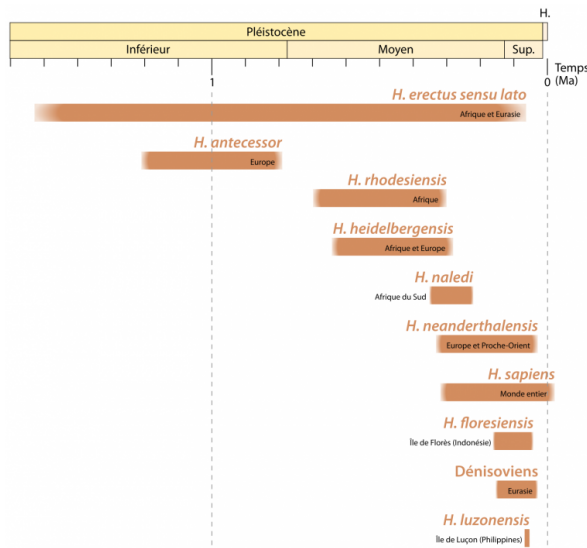 H.
Pléistocène
Inférieur Moyen Sup.
Temps
(Ma)
1 0
H. erectus sensu lato
Afrique et Eurasie
H. antecessor
Europe
H. rhodesiensis
Afrique
H. heidelbergensis
Afrique et Europe
H. naledi
Afrique du Sud
H. neanderthalensis
Europe et Proche-Orient
H. sapiens
Monde entier
H. floresiensis
Île de Florès (Indonésie)
Dénisoviens
Eurasie
H. luzonensis
Île de Luçon (Philippines)